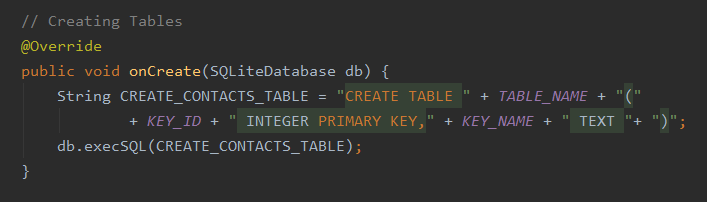 // Creating Tables
@Override
public void onCreate(SQLiteDatabase db) {
String CREATE_CONTACTS_TABLE = "CREATE TABLE " + TABLE_NAME + "("
+ KEY_ID + " INTEGER PRIMARY KEY," + KEY_NAME + " TEXT "+ ")";
db.execSQL(CREATE_CONTACTS_TABLE);
}